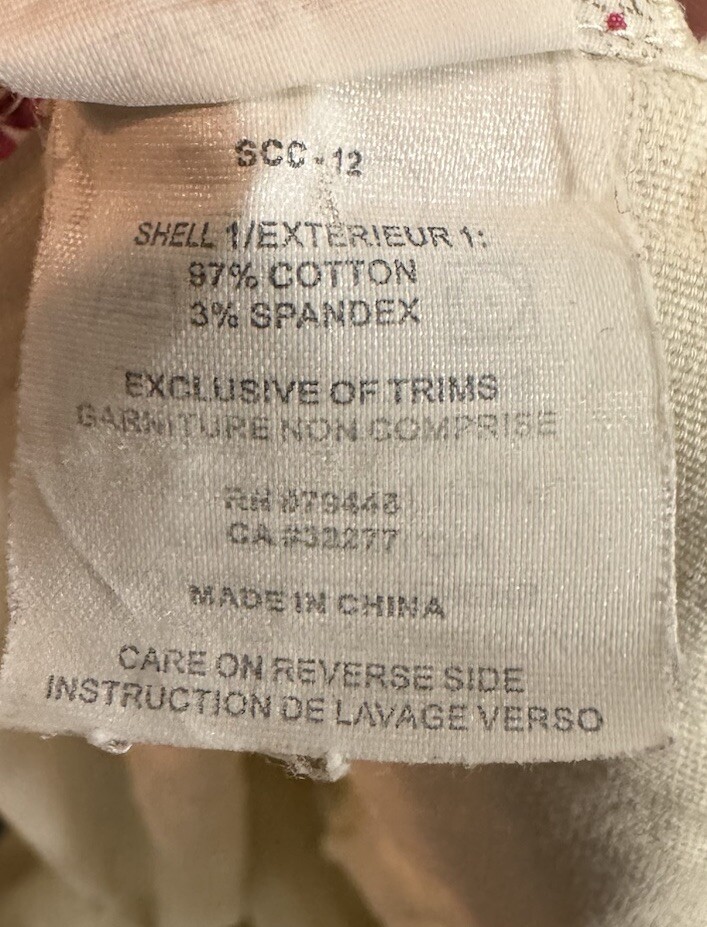 SCC-12
SHELL 1/EXTERIEUR 1:
97% COTTON
3% SPANDEX
EXCLUSIVE OF TRIMS
GARNITURE NON COMPRISE
RN #79448
CA #33277
MADE IN CHINA
CARE ON REVERSE SIDE
INSTRUCTION DE LAVAGE VERSO